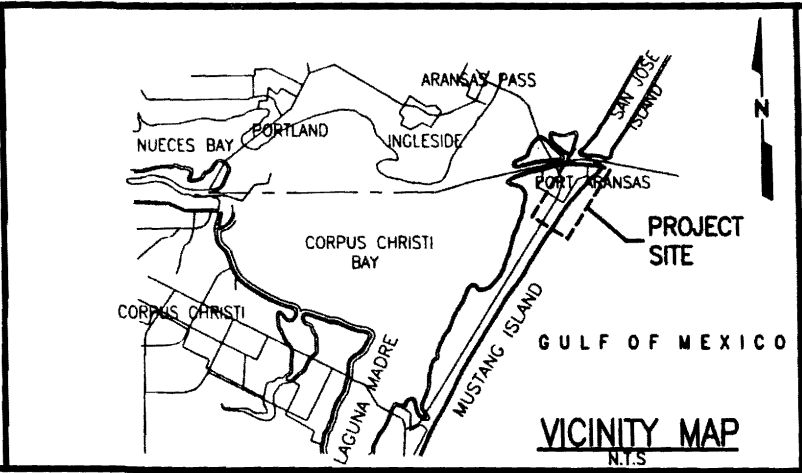 ARANSAS PASS
SAN JOSE
ISLAND
N
NUECES BAY
PORTLAND
INGLESIDE
PORT ARANSAS
PROJECT
SITE
CORPUS CHRISTI
BAY
CORPUS CHRISTI
MUSTANG ISLAND
GULF OF MEXICO
LAGUNA MADRE
VICINITY MAP
N.T.S